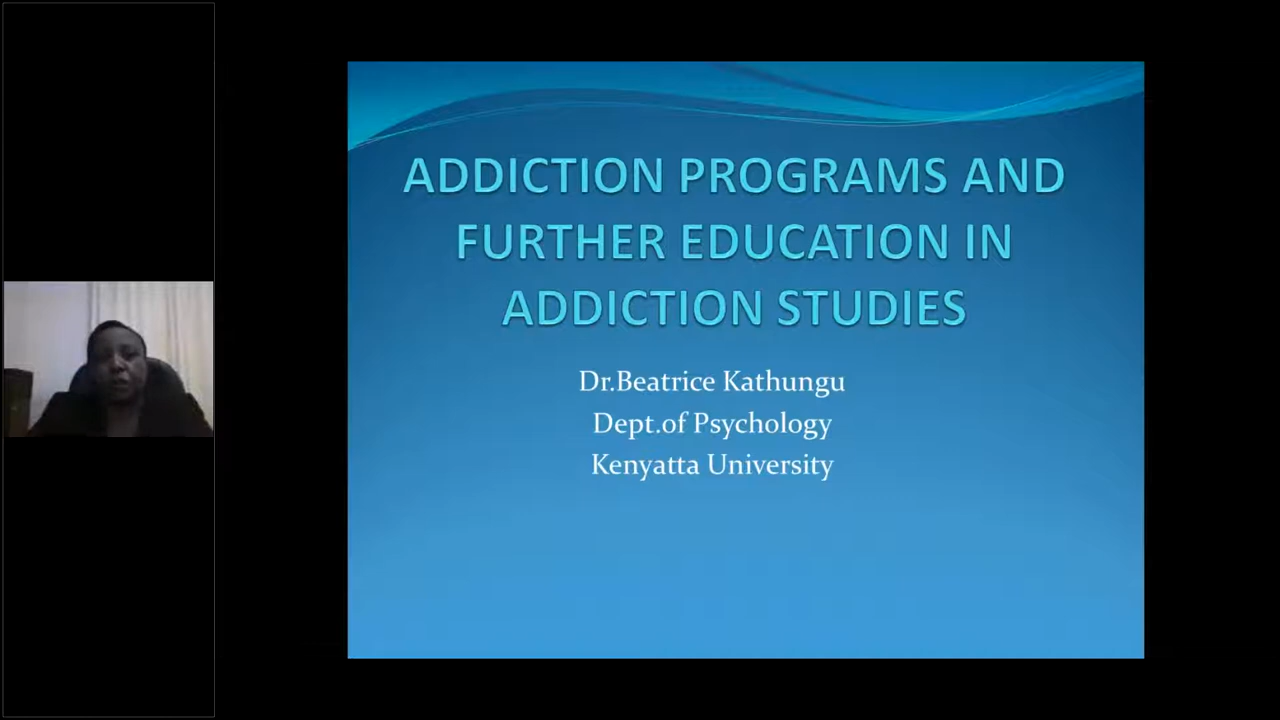 ADDICTION PROGRAMS AND
FURTHER EDUCATION IN
ADDICTION STUDIES
Dr.Beatrice Kathungu
Dept.of Psychology
Kenyatta University